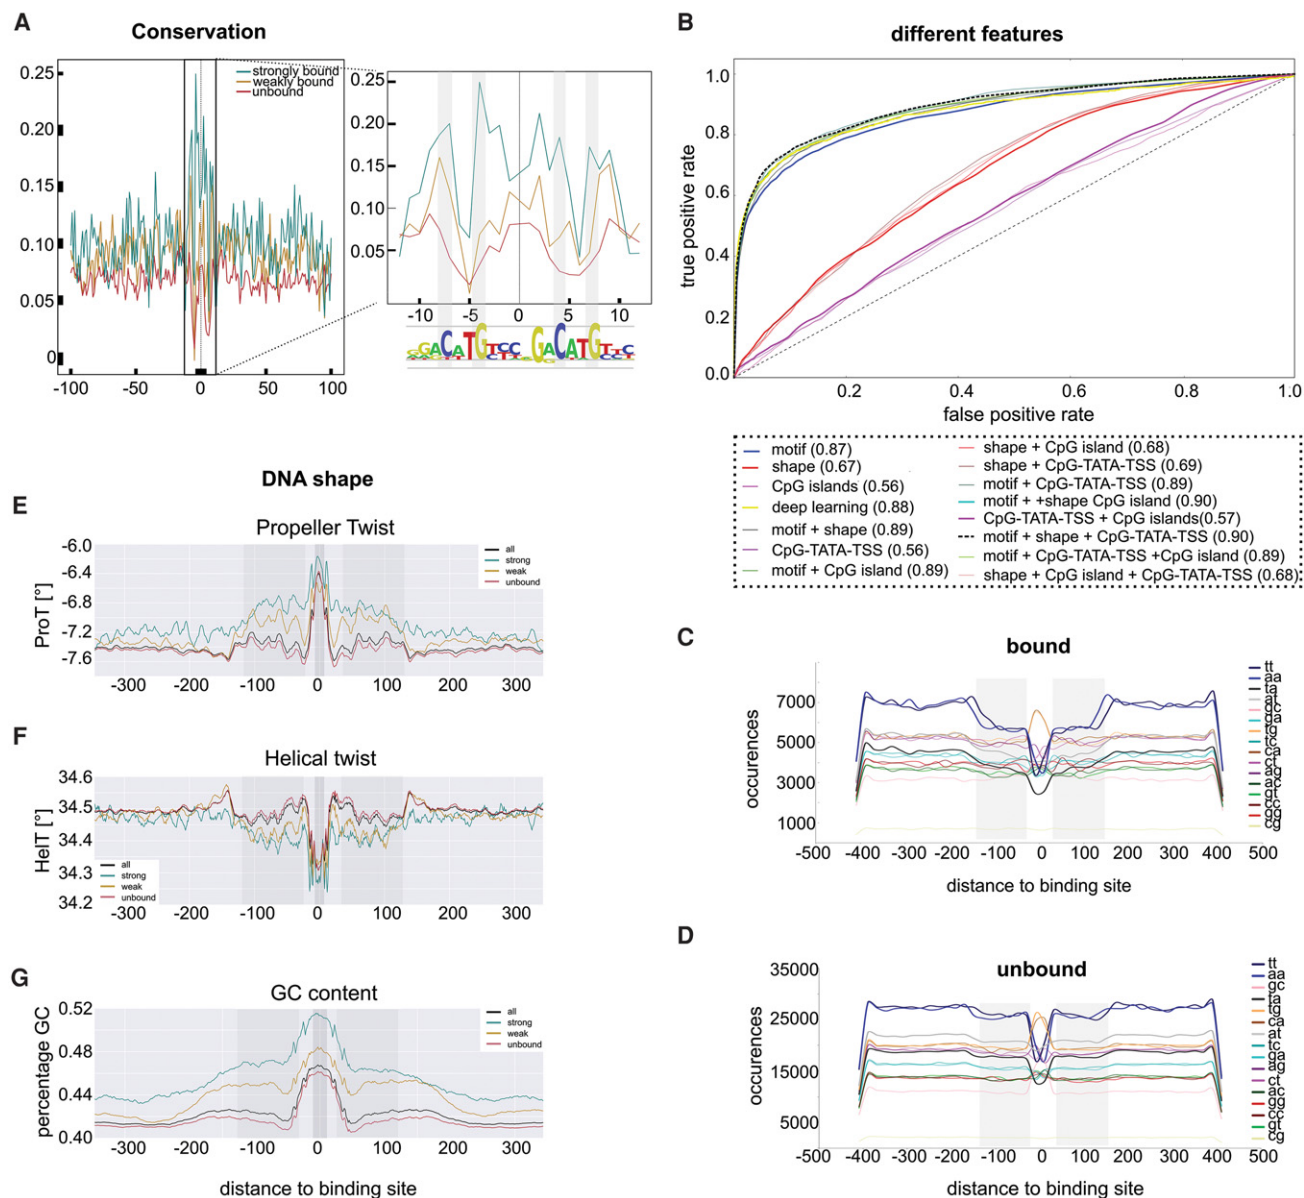 A
Conservation
0.25
0.20
0.15
0.10
0.05
0
strongly bound
weakly bound
unbound
-100 -50 0 50 100
0.20
0.15
0.10
0.05
-10 -5 0 5 10
B
different features
1.0
0.8
0.6
0.4
0.2
0.0
true positive rate
0.2 0.4 0.6 0.8 1.0
false positive rate
motif (0.87)
shape (0.67)
CpG islands (0.56)
deep learning (0.88)
motif + shape (0.89)
CpG-TATA-TSS (0.56)
motif + CpG island (0.89)
shape + CpG island (0.68)
shape + CpG-TATA-TSS (0.69)
motif + CpG-TATA-TSS (0.89)
motif + +shape CpG island (0.90)
CpG-TATA-TSS + CpG islands(0.57)
motif + shape + CpG-TATA-TSS (0.90)
motif + CpG-TATA-TSS +CpG island (0.89)
shape + CpG island + CpG-TATA-TSS (0.68)
DNA shape
E
Propeller Twist
-6.0
-6.4
-6.8
-7.2
-7.6
ProT [°]
all
strong
weak
unbound
-300 -200 -100 0 100 200 300
F
Helical twist
34.6
34.5
34.4
34.3
34.2
HelT [°]
all
strong
weak
unbound
-300 -200 -100 0 100 200 300
G
GC content
0.52
0.48
0.44
0.40
percentage GC
all
strong
weak
unbound
-300 -200 -100 0 100 200 300
distance to binding site
C
bound
7000
5000
3000
1000
occurences
-500 -400 -300 -200 -100 0 100 200 300 400 500
distance to binding site
tt
aa
ta
at
gc
ga
tg
tc
ca
ct
ag
ac
gt
cc
gg
cg
D
unbound
35000
25000
15000
5000
occurences
-500 -400 -300 -200 -100 0 100 200 300 400 500
distance to binding site
tt
aa
gc
ta
tg
ca
at
tc
ga
ag
ct
ac
gg
cc
gt
cg